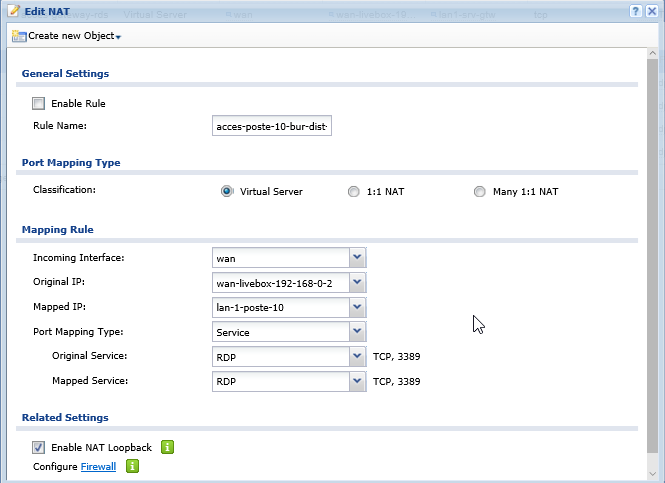 Edit NAT
Create new Object
General Settings
Enable Rule
Rule Name: acces-poste-10-bur-dist-
Port Mapping Type
Classification: Virtual Server 1:1 NAT Many 1:1 NAT
Mapping Rule
Incoming Interface: wan
Original IP: wan-livebox-192-168-0-2
Mapped IP: lan-1-poste-10
Port Mapping Type: Service
Original Service: RDP TCP, 3389
Mapped Service: RDP TCP, 3389
Related Settings
Enable NAT Loopback
Configure Firewall